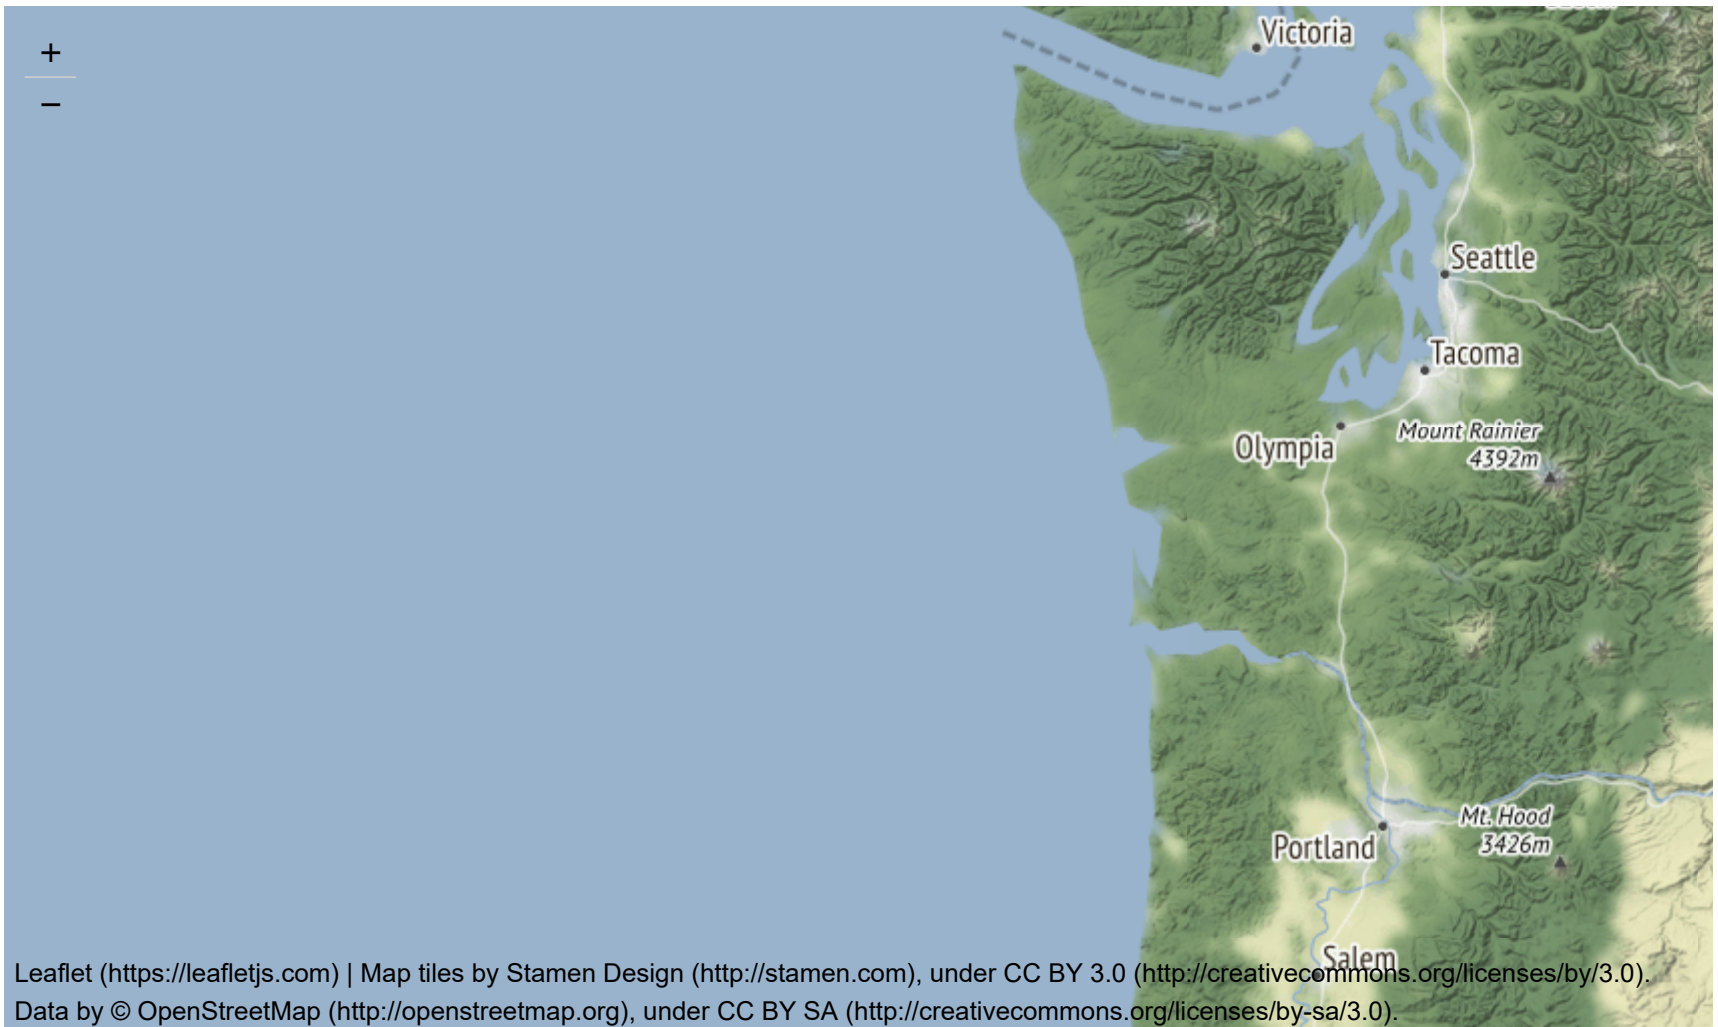 +
−
Victoria
Seattle
Tacoma
Mount Rainier
4392m
Olympia
Mt. Hood
3426m
Portland
Salem
Leaflet (https://leafletjs.com) | Map tiles by Stamen Design (http://stamen.com), under CC BY 3.0 (http://creativecommons.org/licenses/by/3.0).
Data by © OpenStreetMap (http://openstreetmap.org), under CC BY SA (http://creativecommons.org/licenses/by-sa/3.0).